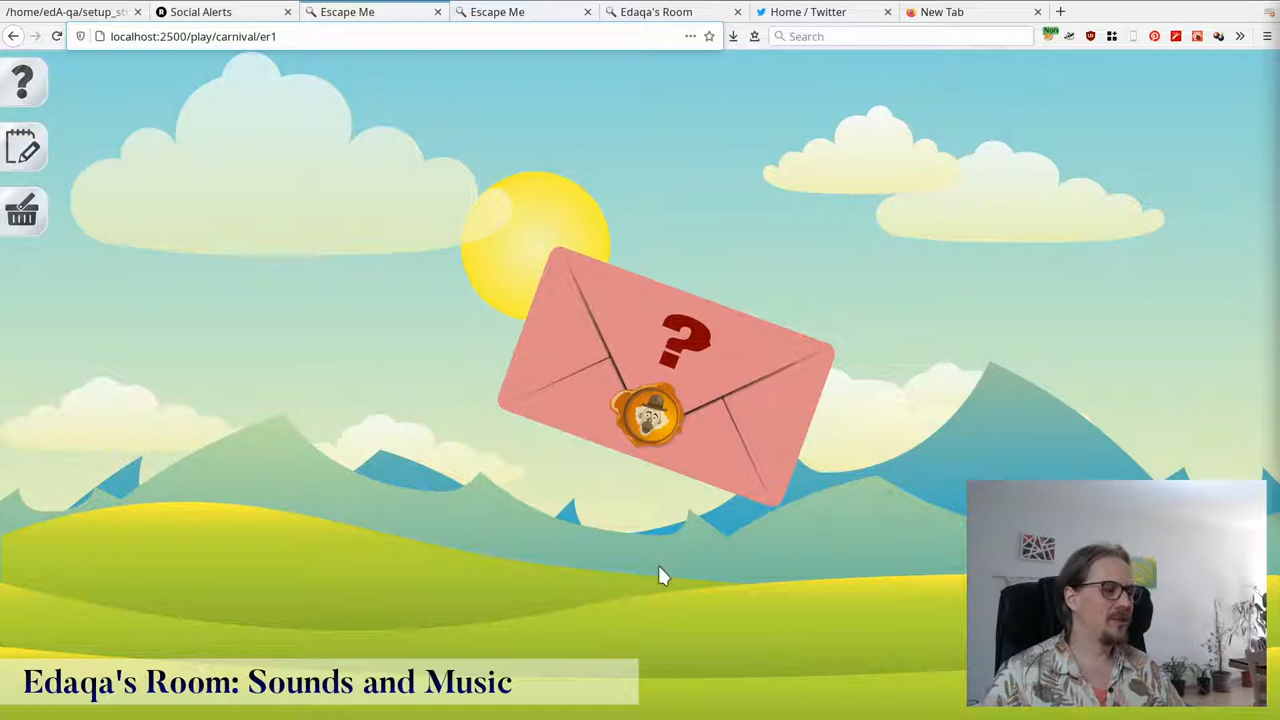 /home/edA-qa/setup_st
Social Alerts
Escape Me
Escape Me
Edaqa's Room
Home / Twitter
New Tab
localhost:2500/play/carnival/er1
Search
Non
?
?
Edaqa's Room: Sounds and Music